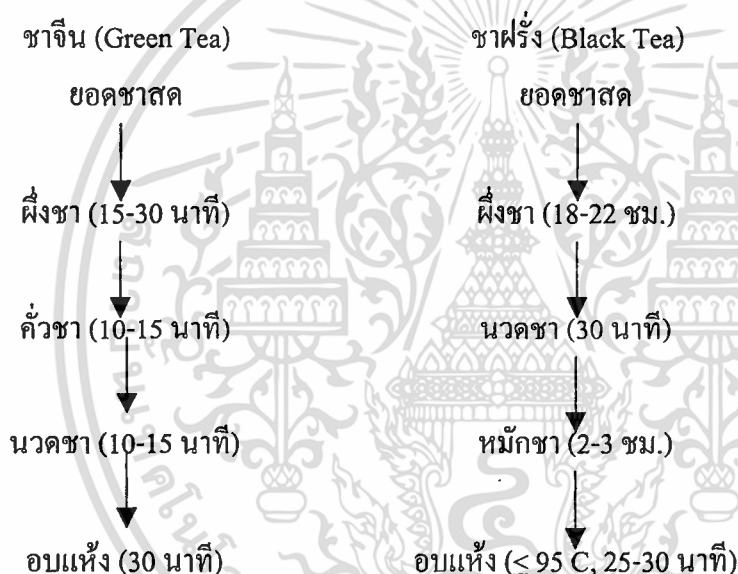 ชาจีน (Green Tea)
ยอดชาสด
ผึ่งชา (15-30 นาที)
คั่วชา (10-15 นาที)
นวดชา (10-15 นาที)
อบแห้ง (30 นาที)
ชาฝรั่ง (Black Tea)
ยอดชาสด
ผึ่งชา (18-22 ชม.)
นวดชา (30 นาที)
หมักชา (2-3 ชม.)
อบแห้ง (≤ 95 C, 25-30 นาที)